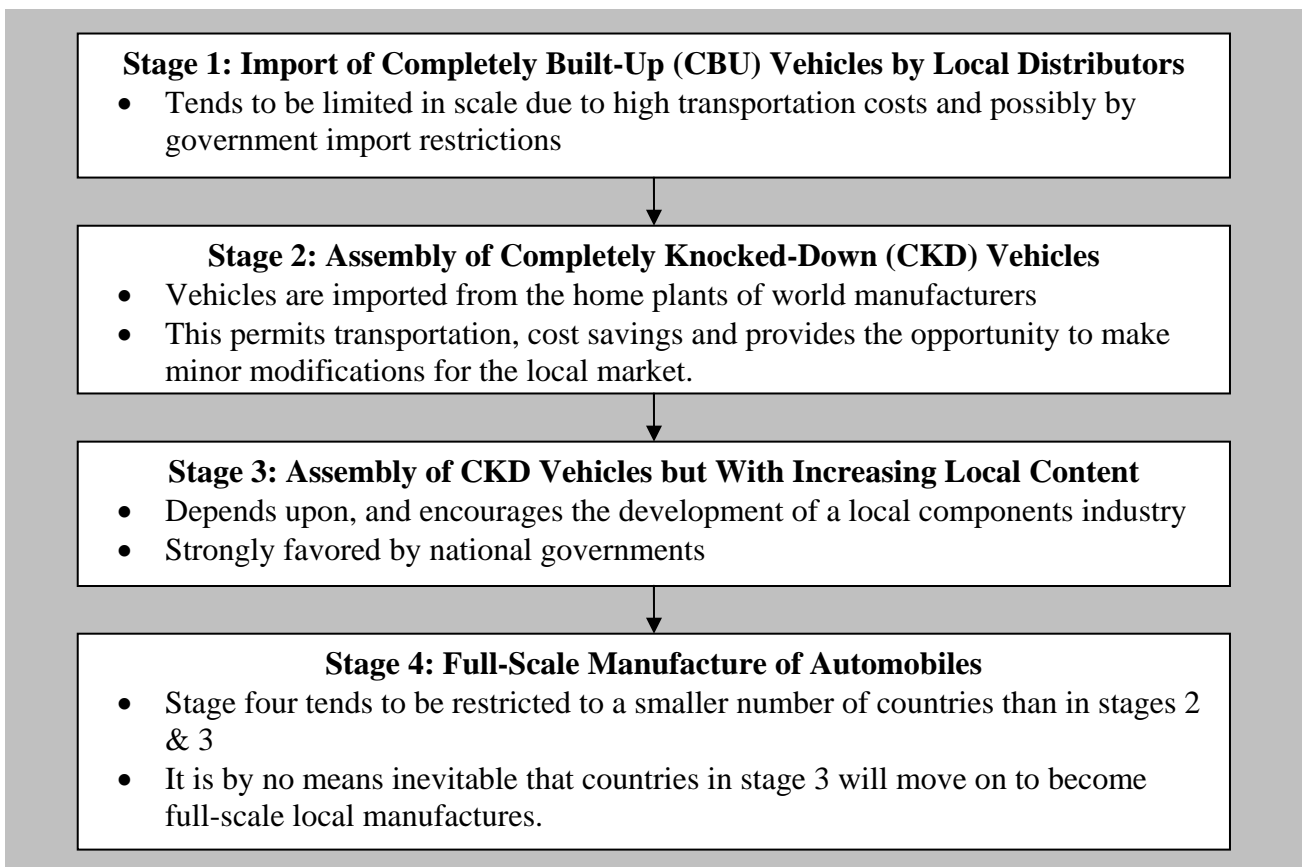 Stage 1: Import of Completely Built-Up (CBU) Vehicles by Local Distributors
• Tends to be limited in scale due to high transportation costs and possibly by
government import restrictions
Stage 2: Assembly of Completely Knocked-Down (CKD) Vehicles
• Vehicles are imported from the home plants of world manufacturers
• This permits transportation, cost savings and provides the opportunity to make
minor modifications for the local market.
Stage 3: Assembly of CKD Vehicles but With Increasing Local Content
• Depends upon, and encourages the development of a local components industry
• Strongly favored by national governments
Stage 4: Full-Scale Manufacture of Automobiles
• Stage four tends to be restricted to a smaller number of countries than in stages 2
& 3
• It is by no means inevitable that countries in stage 3 will move on to become
full-scale local manufactures.